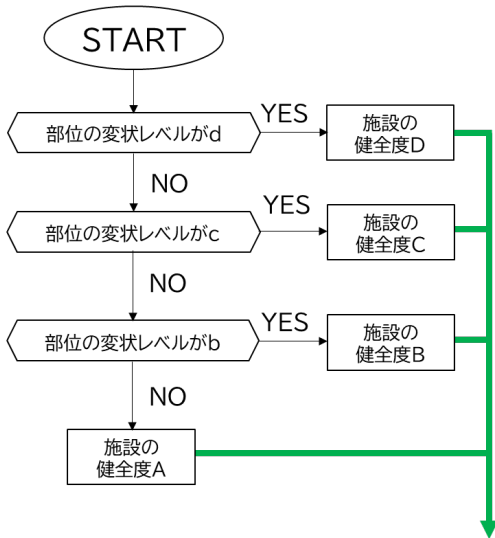 START
部位の変状レベルがd
YES
施設の
健全度D
NO
部位の変状レベルがc
YES
施設の
健全度C
NO
部位の変状レベルがb
YES
施設の
健全度B
NO
施設の
健全度A